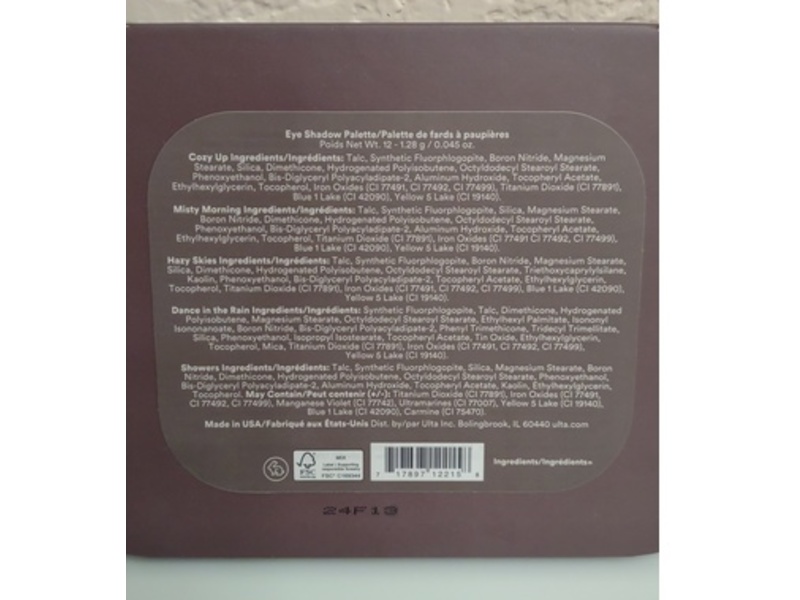 Eye Shadow Palette/Palette de fards à paupières
Poids Net Wt. 12 - 1.28 g / 0.045 oz.
Cozy Up Ingredients/Ingrédients: Talc, Synthetic Fluorphlogopite, Boron Nitride, Magnesium
Stearate, Silica, Dimethicone, Hydrogenated Polyisobutene, Octyldodecyl Stearoyl Stearate,
Phenoxyethanol, Bis-Diglyceryl Polyacyladipate-2, Aluminum Hydroxide, Tocopheryl Acetate,
Ethylhexylglycerin, Tocopherol, Iron Oxides (CI 77491, CI 77492, CI 77499), Titanium Dioxide (CI 77891),
Blue 1 Lake (CI 42090), Yellow 5 Lake (CI 19140).
Misty Morning Ingredients/Ingrédients: Talc, Synthetic Fluorphlogopite, Silica, Magnesium Stearate,
Boron Nitride, Dimethicone, Hydrogenated Polyisobutene, Octyldodecyl Stearoyl Stearate,
Phenoxyethanol, Bis-Diglyceryl Polyacyladipate-2, Aluminum Hydroxide, Tocopheryl Acetate,
Ethylhexylglycerin, Tocopherol, Titanium Dioxide (CI 77891), Iron Oxides (CI 77491 CI 77492, CI 77499),
Blue 1 Lake (CI 42090), Yellow 5 Lake (CI 19140).
Hazy Skies Ingredients/Ingrédients: Talc, Synthetic Fluorphlogopite, Boron Nitride, Magnesium Stearate,
Silica, Dimethicone, Hydrogenated Polyisobutene, Octyldodecyl Stearoyl Stearate, Triethoxycaprylylsilane,
Kaolin, Phenoxyethanol, Bis-Diglyceryl Polyacyladipate-2, Tocopheryl Acetate, Ethylhexylglycerin,
Tocopherol, Titanium Dioxide (CI 77891), Iron Oxides (CI 77491, CI 77492, CI 77499), Blue 1 Lake (CI 42090),
Yellow 5 Lake (CI 19140).
Dance in the Rain Ingredients/Ingrédients: Synthetic Fluorphlogopite, Talc, Dimethicone, Hydrogenated
Polyisobutene, Magnesium Stearate, Octyldodecyl Stearoyl Stearate, Ethylhexyl Palmitate, Isononyl
Isononanoate, Boron Nitride, Bis-Diglyceryl Polyacyladipate-2, Phenyl Trimethicone, Tridecyl Trimellitate,
Silica, Phenoxyethanol, Isopropyl Isostearate, Tocopheryl Acetate, Tin Oxide, Ethylhexylglycerin,
Tocopherol, Mica, Titanium Dioxide (CI 77891), Iron Oxides (CI 77491, CI 77492, CI 77499),
Yellow 5 Lake (CI 19140).
Showers Ingredients/Ingrédients: Talc, Synthetic Fluorphlogopite, Silica, Magnesium Stearate, Boron
Nitride, Dimethicone, Hydrogenated Polyisobutene, Octyldodecyl Stearoyl Stearate, Phenoxyethanol,
Bis-Diglyceryl Polyacyladipate-2, Aluminum Hydroxide, Tocopheryl Acetate, Kaolin, Ethylhexylglycerin,
Tocopherol. May Contain/Peut contenir (+/-): Titanium Dioxide (CI 77891), Iron Oxides (CI 77491,
CI 77492, CI 77499), Manganese Violet (CI 77742), Ultramarines (CI 77007), Yellow 5 Lake (CI 19140),
Blue 1 Lake (CI 42090), Carmine (CI 75470).
Made in USA/Fabriqué aux États-Unis Dist. by/par Ulta Inc. Bolingbrook, IL 60440 ulta.com
FSC
MIX
Label | Supporting
responsible forestry
7 17897 12215 8
Ingredients/Ingrédients
24F13